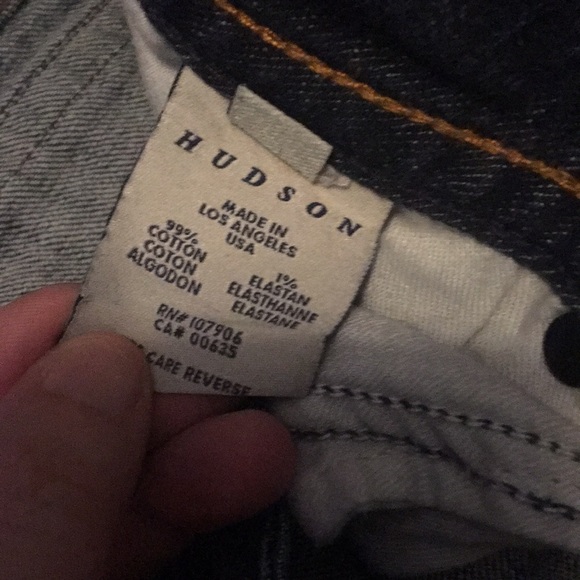 HUDSON
MADE IN
LOS ANGELES
USA
99%
COTTON
COTON
ALGODON
1%
ELASTAN
ELASTHANNE
ELASTANE
RN# 107906
CA# 00635
CARE REVERSE